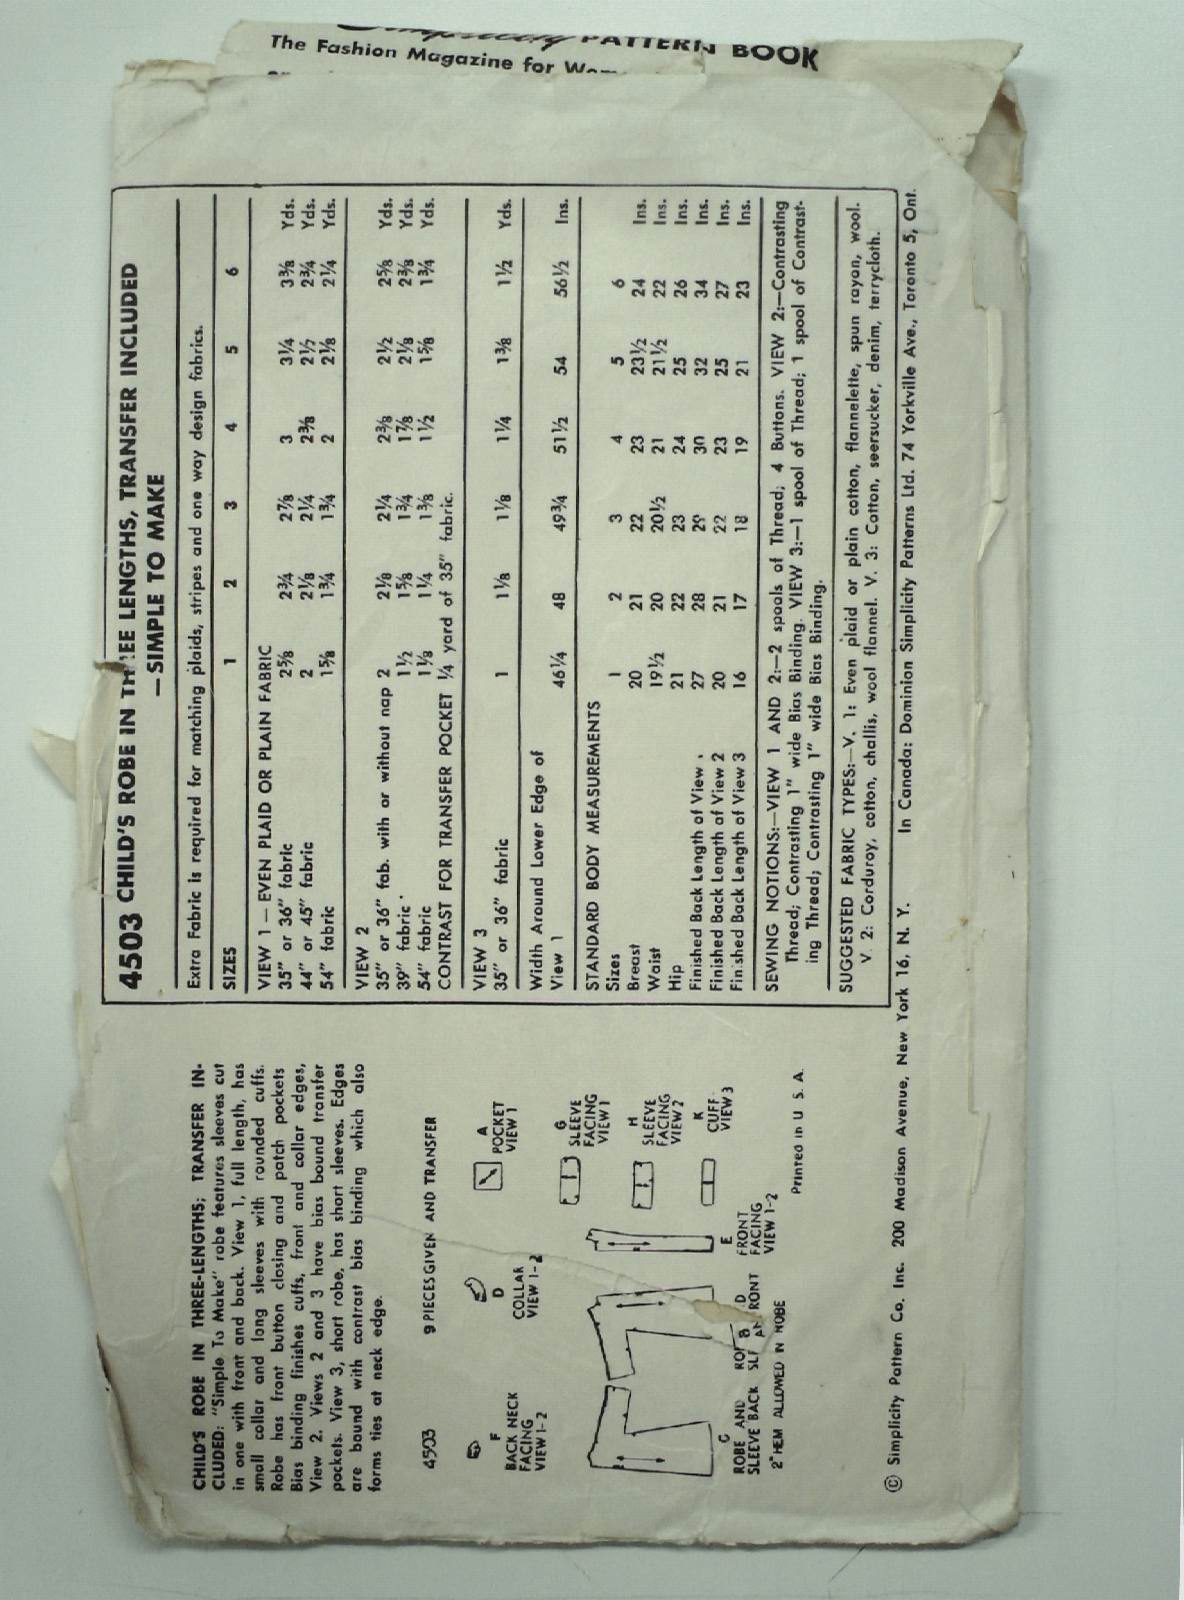 PATTERN BOOK
The Fashion Magazine for
CHILD'S ROBE IN THREE-LENGTHS; TRANSFER IN-
CLUDED: "Simple To Make" robe features sleeves cut
in one with front and back. View 1, full length, has
small collar and long sleeves with rounded cuffs.
Robe has front button closing and patch pockets
Bias binding finishes cuffs, front and collar edges,
View 2. Views 2 and 3 have bias bound transfer
pockets. View 3, short robe, has short sleeves. Edges
are bound with contrast bias binding which also
forms ties at neck edge.
4503 9 PIECES GIVEN AND TRANSFER
F
BACK NECK
FACING
VIEW 1-2
D
COLLAR
VIEW 1-2
A
POCKET
VIEW 1
G
SLEEVE
FACING
VIEW 1
H
SLEEVE
FACING
VIEW 2
K
CUFF
VIEW 3
C
ROBE AND
SLEEVE BACK
B
FRONT
E
FRONT
FACING
VIEW 1-2
2" HEM ALLOWED IN ROBE
Printed in U. S. A.
4503 CHILD'S ROBE IN THREE LENGTHS, TRANSFER INCLUDED
—SIMPLE TO MAKE
Extra Fabric is required for matching plaids, stripes and one way design fabrics.
SIZES 1 2 3 4 5 6
VIEW 1 — EVEN PLAID OR PLAIN FABRIC
35" or 36" fabric 2⅝ 2¾ 2⅞ 3 3¼ 3⅜ Yds.
44" or 45" fabric 2 2⅛ 2¼ 2⅜ 2½ 2¾ Yds.
54" fabric 1⅝ 1¾ 1¾ 2 2⅛ 2¼ Yds.
VIEW 2
35" or 36" fab. with or without nap 2 2⅛ 2¼ 2⅜ 2½ 2⅝ Yds.
39" fabric 1½ 1⅝ 1¾ 1⅞ 2⅛ 2⅜ Yds.
54" fabric 1⅛ 1¼ 1⅜ 1½ 1⅝ 1¾ Yds.
CONTRAST FOR TRANSFER POCKET ¼ yard of 35" fabric.
VIEW 3
35" or 36" fabric 1 1⅛ 1⅛ 1¼ 1⅜ 1½ Yds.
Width Around Lower Edge of
View 1 46¼ 48 49¾ 51½ 54 56½ Ins.
STANDARD BODY MEASUREMENTS
Sizes 1 2 3 4 5 6
Breast 20 21 22 23 23½ 24 Ins.
Waist 19½ 20 20½ 21 21½ 22 Ins.
Hip 21 22 23 24 25 26 Ins.
Finished Back Length of View 27 28 29 30 32 34 Ins.
Finished Back Length of View 2 20 21 22 23 25 27 Ins.
Finished Back Length of View 3 16 17 18 19 21 23 Ins.
SEWING NOTIONS:—VIEW 1 AND 2:—2 spools of Thread; 4 Buttons. VIEW 2:—Contrasting
Thread; Contrasting 1" wide Bias Binding. VIEW 3:—1 spool of Thread; 1 spool of Contrast-
ing Thread; Contrasting 1" wide Bias Binding.
SUGGESTED FABRIC TYPES:—V. 1: Even plaid or plain cotton, flannelette, spun rayon, wool.
V. 2: Corduroy, cotton, challis, wool flannel. V. 3: Cotton, seersucker, denim, terrycloth.
© Simplicity Pattern Co. Inc. 200 Madison Avenue, New York 16, N. Y. In Canada: Dominion Simplicity Patterns Ltd. 74 Yorkville Ave., Toronto 5, Ont.